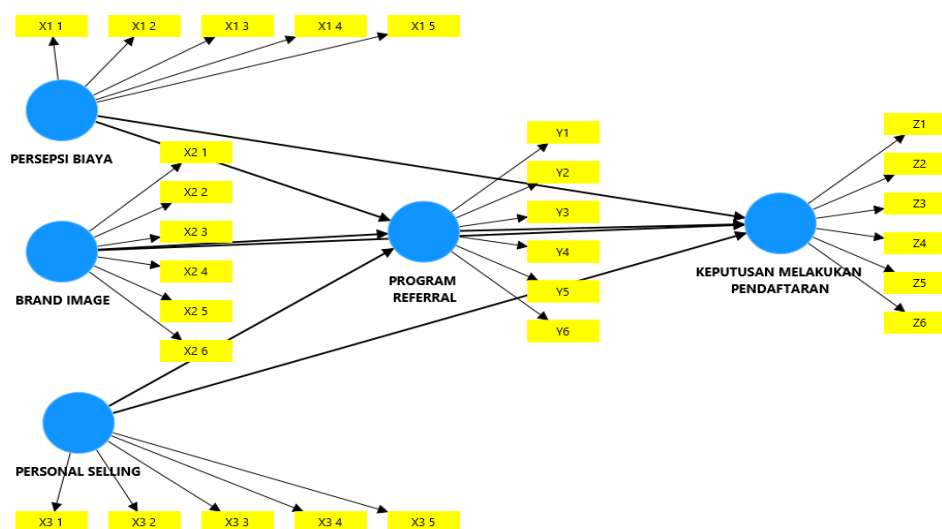 X1 1
X1 2
X1 3
X1 4
X1 5
PERSEPSI BIAYA
X2 1
X2 2
X2 3
X2 4
X2 5
X2 6
BRAND IMAGE
Y1
Y2
Y3
Y4
Y5
Y6
PROGRAM
REFERRAL
Z1
Z2
Z3
Z4
Z5
Z6
KEPUTUSAN MELAKUKAN
PENDAFTARAN
PERSONAL SELLING
X3 1
X3 2
X3 3
X3 4
X3 5